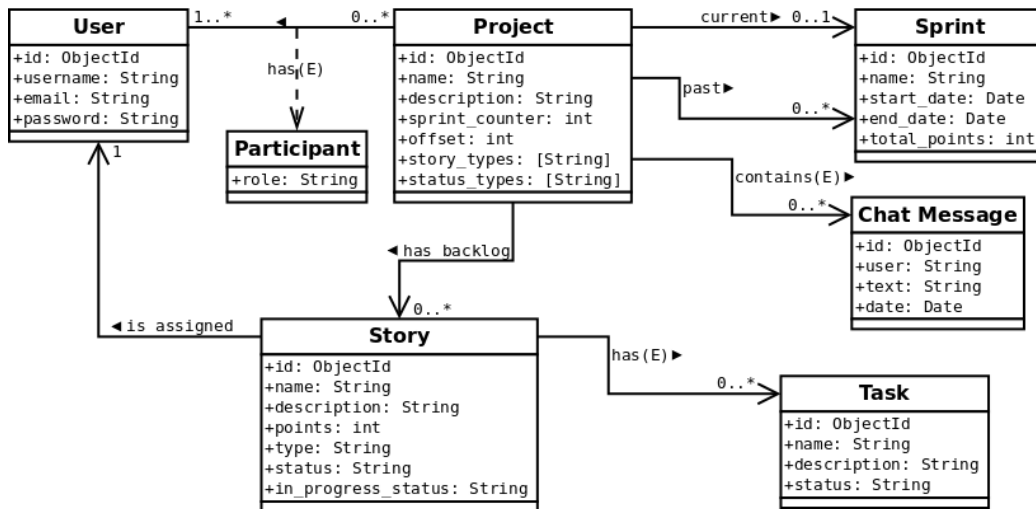 User
+id: ObjectId
+username: String
+email: String
+password: String
1..*
◄
0..*
has(E)
Participant
+role: String
Project
+id: ObjectId
+name: String
+description: String
+sprint_counter: int
+offset: int
+story_types: [String]
+status_types: [String]
current►
0..1
past►
0..*
Sprint
+id: ObjectId
+name: String
+start_date: Date
+end_date: Date
+total_points: int
contains(E)►
0..*
Chat Message
+id: ObjectId
+user: String
+text: String
+date: Date
◄has backlog
0..*
1
◄is assigned
Story
+id: ObjectId
+name: String
+description: String
+points: int
+type: String
+status: String
+in_progress_status: String
has(E)►
0..*
Task
+id: ObjectId
+name: String
+description: String
+status: String